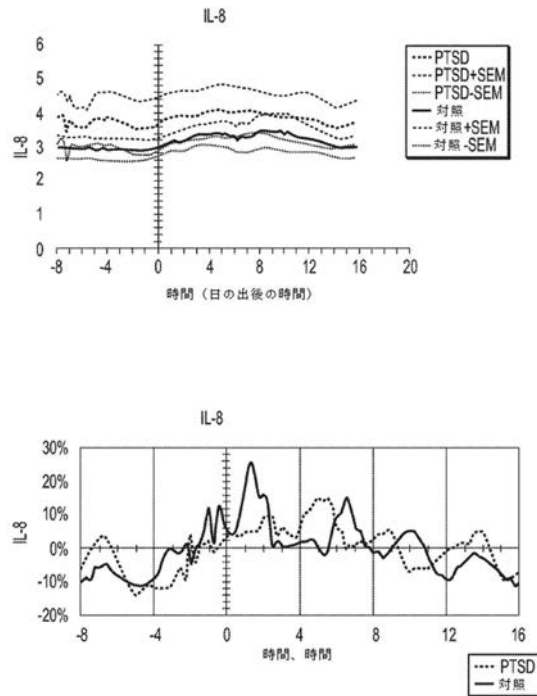 IL-8
6
5
4
3
2
1
0
IL-8
-8 -4 0 4 8 12 16 20
時間（日の出後の時間）
PTSD
PTSD+SEM
PTSD-SEM
対照
対照+SEM
対照-SEM
IL-8
30%
20%
10%
0%
-10%
-20%
IL-8
-8 -4 0 4 8 12 16
時間、時間
PTSD
対照